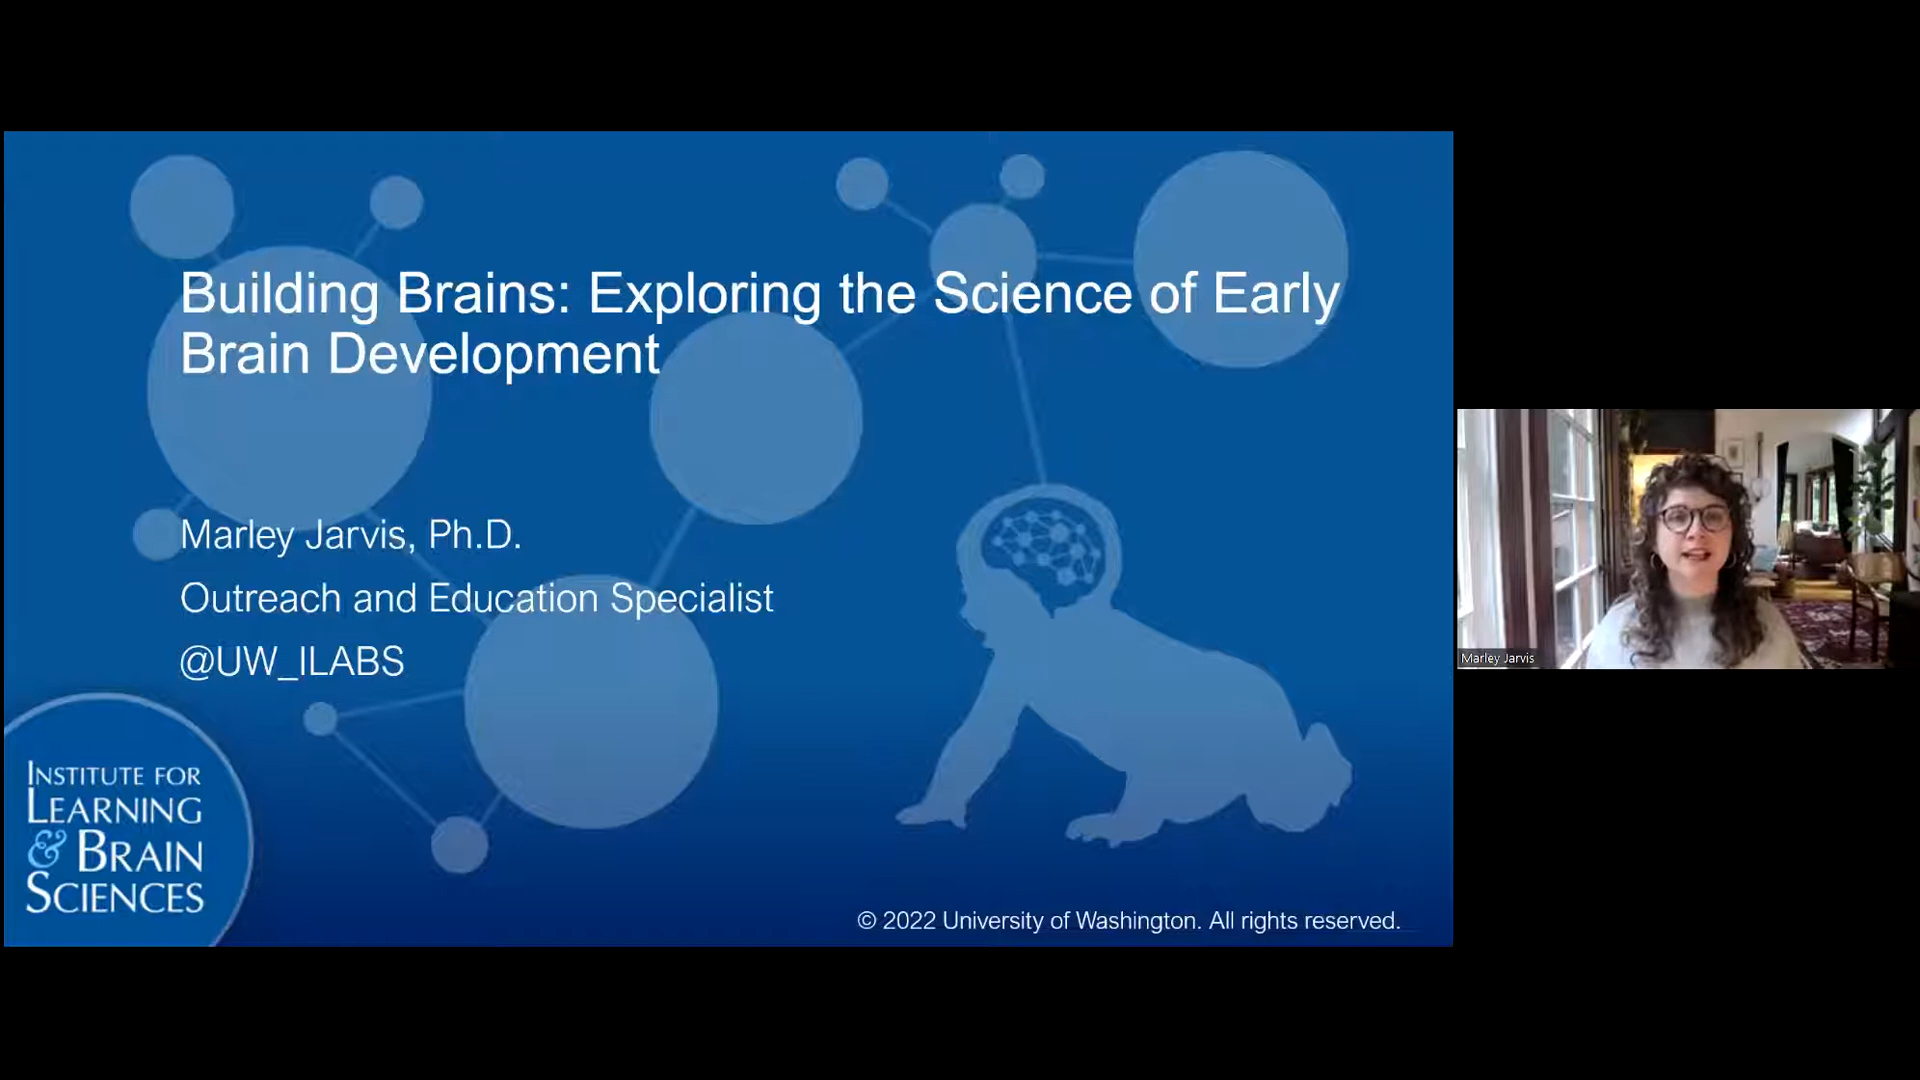 Building Brains: Exploring the Science of Early
Brain Development
Marley Jarvis, Ph.D.
Outreach and Education Specialist
@UW_ILABS
INSTITUTE FOR
LEARNING
& BRAIN
SCIENCES
© 2022 University of Washington. All rights reserved.
Marley Jarvis